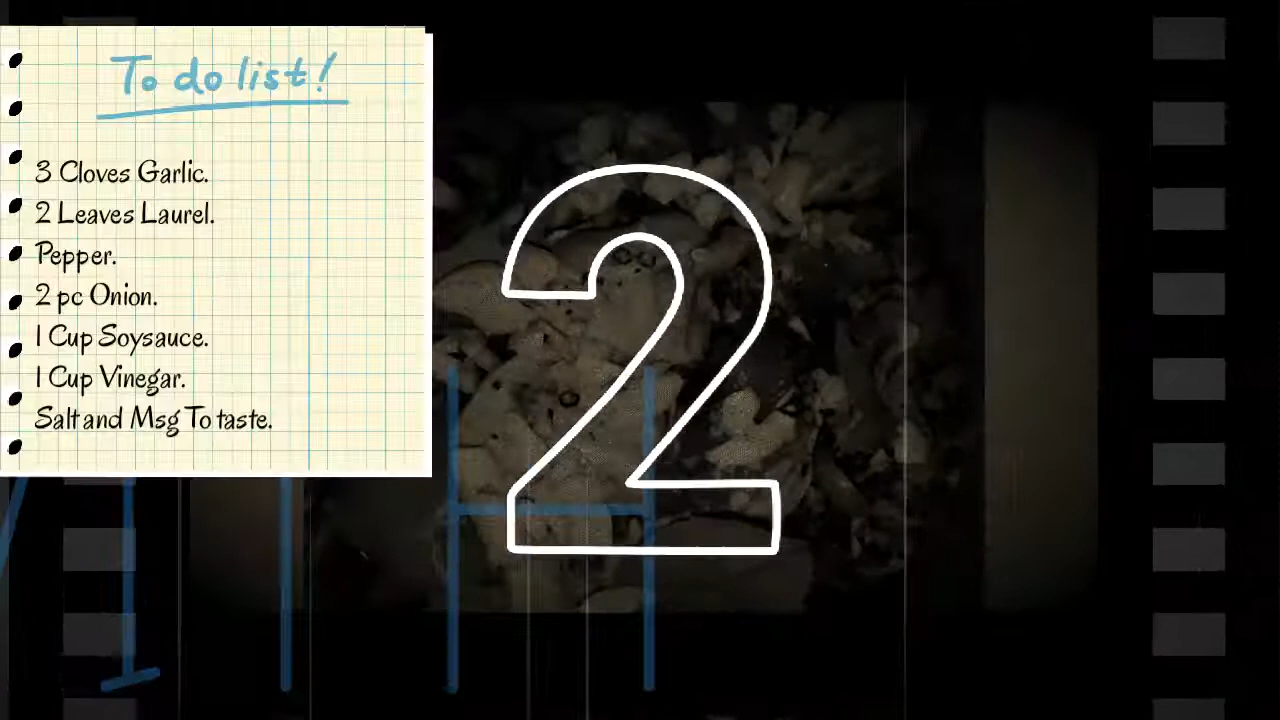 To do list!
3 Cloves Garlic.
2 Leaves Laurel.
Pepper.
2 pc Onion.
1 Cup Soysauce.
1 Cup Vinegar.
Salt and Msg To taste.
2